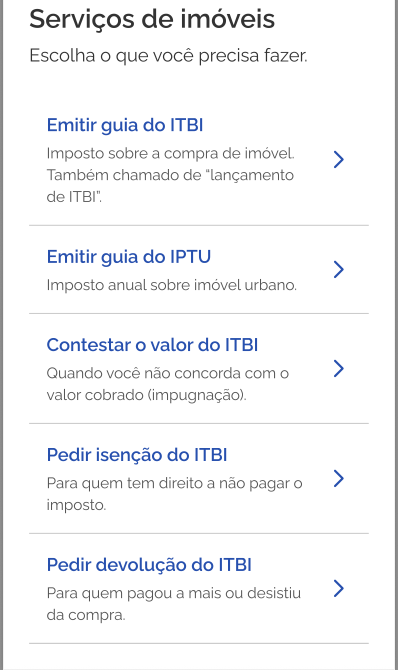 Serviços de imóveis
Escolha o que você precisa fazer.
Emitir guia do ITBI
Imposto sobre a compra de imóvel.
Também chamado de “lançamento
de ITBI”.
Emitir guia do IPTU
Imposto anual sobre imóvel urbano.
Contestar o valor do ITBI
Quando você não concorda com o
valor cobrado (impugnação).
Pedir isenção do ITBI
Para quem tem direito a não pagar o
imposto.
Pedir devolução do ITBI
Para quem pagou a mais ou desistiu
da compra.